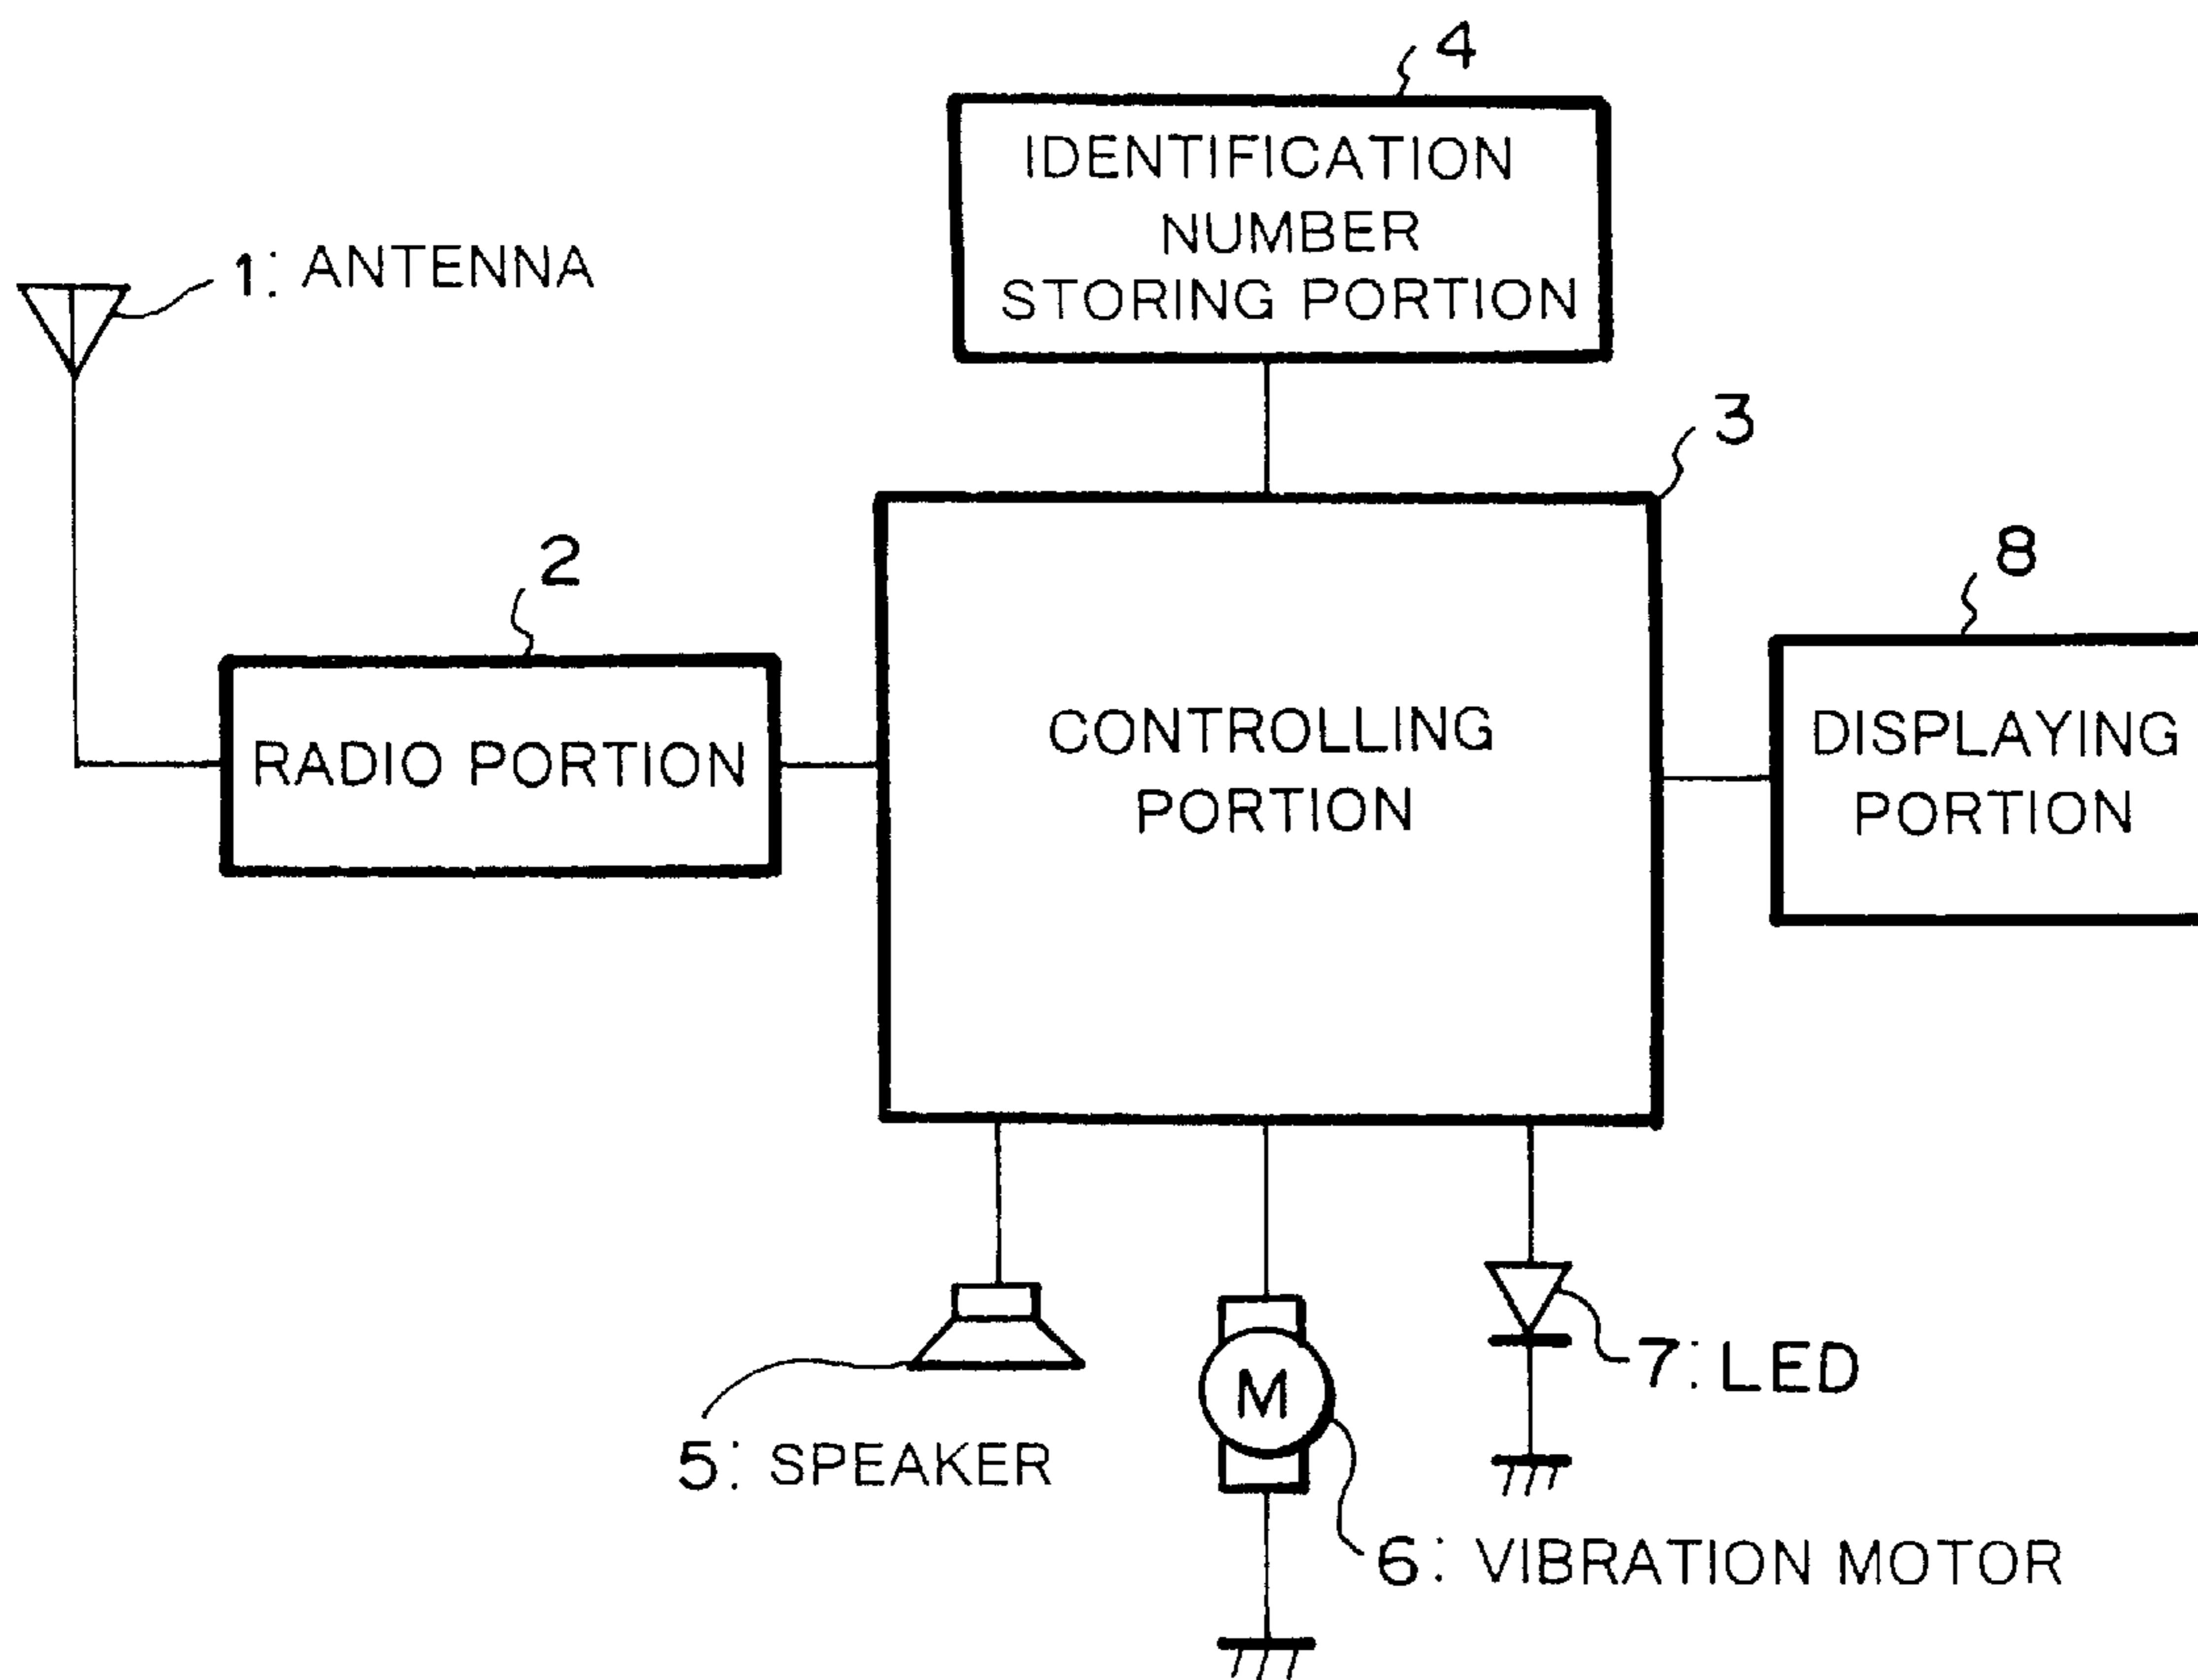 4
IDENTIFICATION
NUMBER
STORING PORTION
1: ANTENNA
3
2
8
RADIO PORTION
CONTROLLING
PORTION
DISPLAYING
PORTION
7: LED
M
5: SPEAKER
6: VIBRATION MOTOR